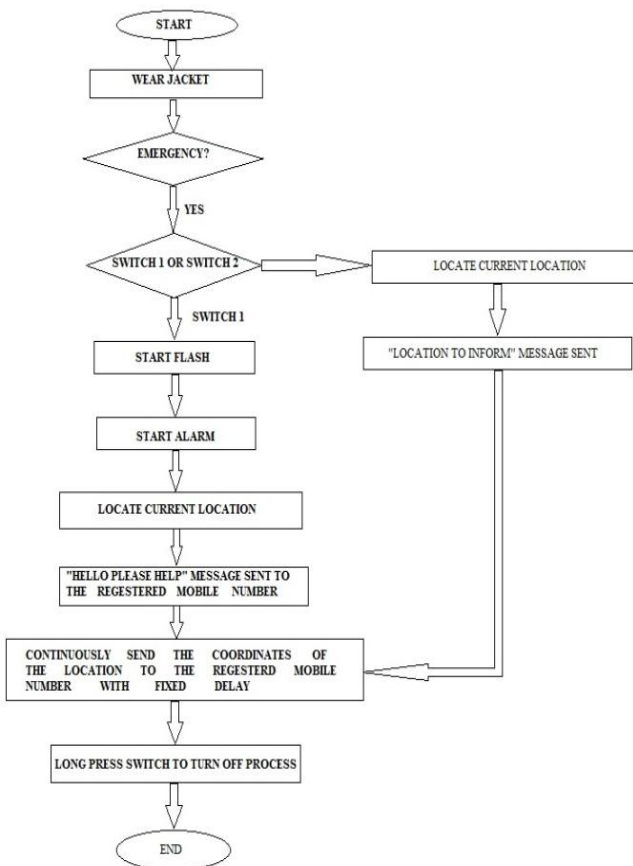 START
WEAR JACKET
EMERGENCY?
YES
SWITCH 1 OR SWITCH 2
LOCATE CURRENT LOCATION
SWITCH 1
START FLASH
"LOCATION TO INFORM" MESSAGE SENT
START ALARM
LOCATE CURRENT LOCATION
"HELLO PLEASE HELP" MESSAGE SENT TO
THE REGESTERED MOBILE NUMBER
CONTINUOUSLY SEND THE COORDINATES OF
THE LOCATION TO THE REGESTERD MOBILE
NUMBER WITH FIXED DELAY
LONG PRESS SWITCH TO TURN OFF PROCESS
END